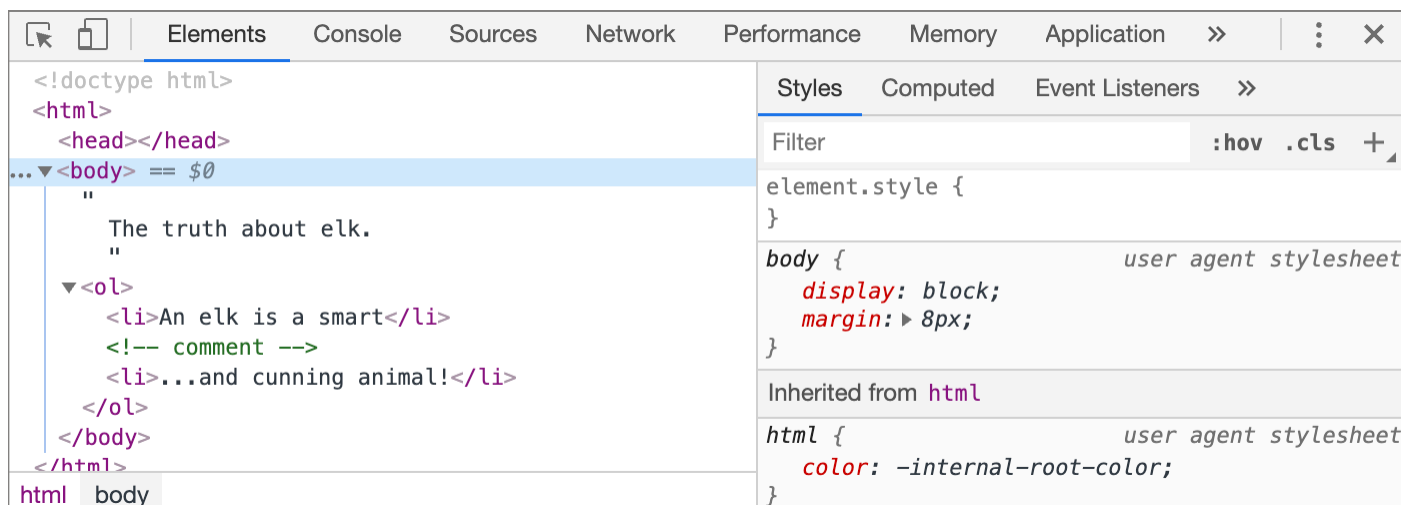 Elements Console Sources Network Performance Memory Application »
<!doctype html>
<html>
<head></head>
... ▼<body> == $0
"
The truth about elk.
"
▼<ol>
<li>An elk is a smart</li>
<!-- comment -->
<li>...and cunning animal!</li>
</ol>
</body>
</html>
html body
Styles Computed Event Listeners »
Filter :hov .cls +
element.style {
}
body { user agent stylesheet
display: block;
margin:▶ 8px;
}
Inherited from html
html { user agent stylesheet
color: -internal-root-color;
}